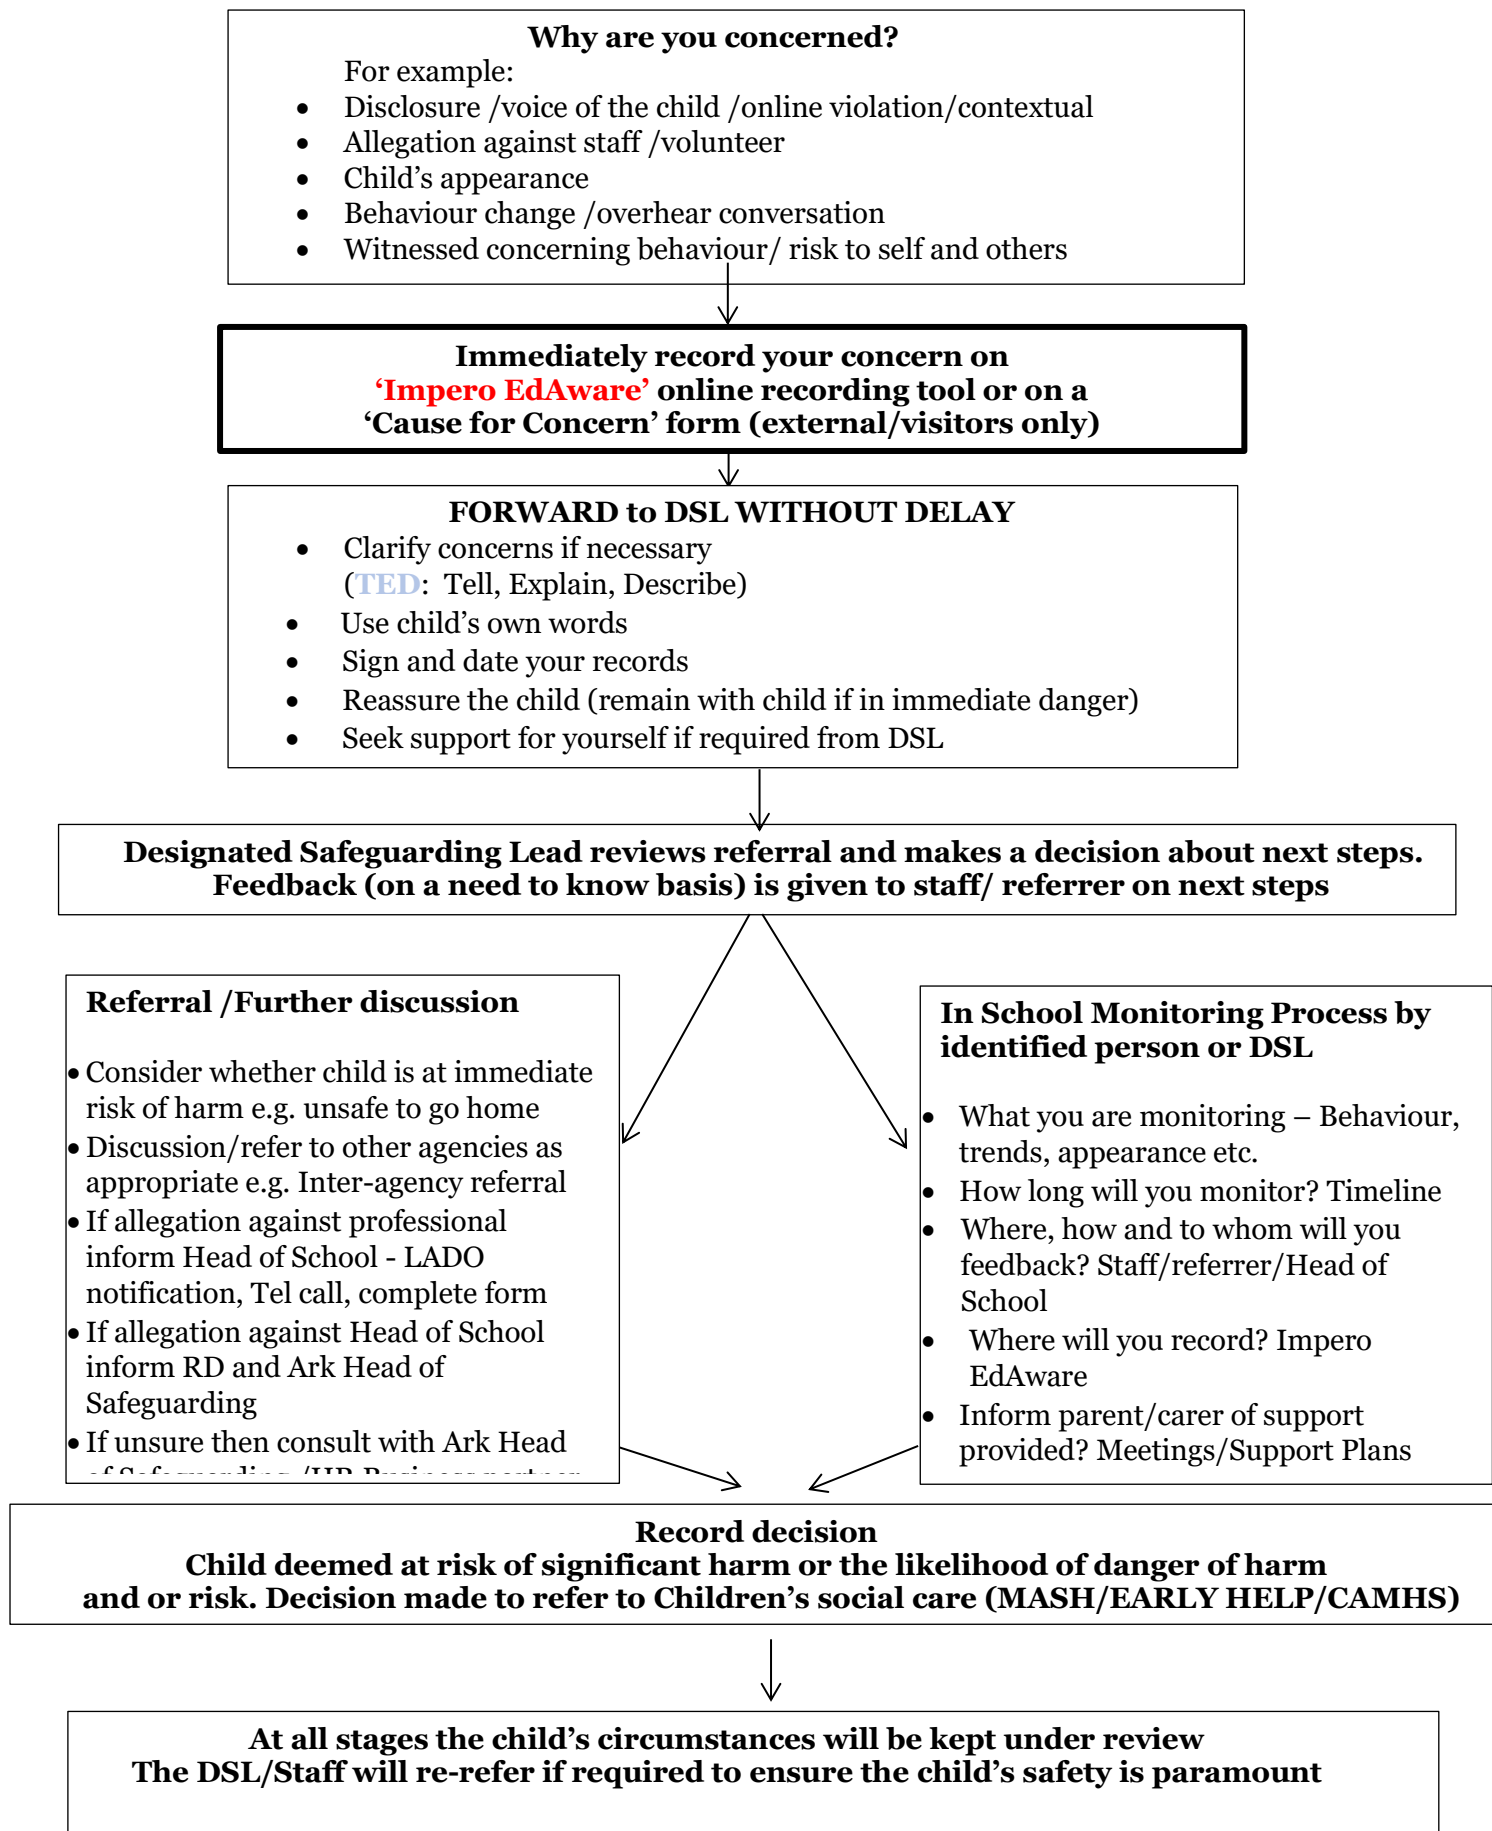 Why are you concerned?
For example:
• Disclosure /voice of the child /online violation/contextual
• Allegation against staff /volunteer
• Child’s appearance
• Behaviour change /overhear conversation
• Witnessed concerning behaviour/ risk to self and others
Immediately record your concern on
‘Impero EdAware’ online recording tool or on a
‘Cause for Concern’ form (external/visitors only)
FORWARD to DSL WITHOUT DELAY
• Clarify concerns if necessary
(TED: Tell, Explain, Describe)
• Use child’s own words
• Sign and date your records
• Reassure the child (remain with child if in immediate danger)
• Seek support for yourself if required from DSL
Designated Safeguarding Lead reviews referral and makes a decision about next steps.
Feedback (on a need to know basis) is given to staff/ referrer on next steps
Referral /Further discussion
• Consider whether child is at immediate
risk of harm e.g. unsafe to go home
• Discussion/refer to other agencies as
appropriate e.g. Inter-agency referral
• If allegation against professional
inform Head of School - LADO
notification, Tel call, complete form
• If allegation against Head of School
inform RD and Ark Head of
Safeguarding
• If unsure then consult with Ark Head
of Safeguarding /HR Business partner
In School Monitoring Process by
identified person or DSL
• What you are monitoring – Behaviour,
trends, appearance etc.
• How long will you monitor? Timeline
• Where, how and to whom will you
feedback? Staff/referrer/Head of
School
• Where will you record? Impero
EdAware
• Inform parent/carer of support
provided? Meetings/Support Plans
Record decision
Child deemed at risk of significant harm or the likelihood of danger of harm
and or risk. Decision made to refer to Children’s social care (MASH/EARLY HELP/CAMHS)
At all stages the child’s circumstances will be kept under review
The DSL/Staff will re-refer if required to ensure the child’s safety is paramount